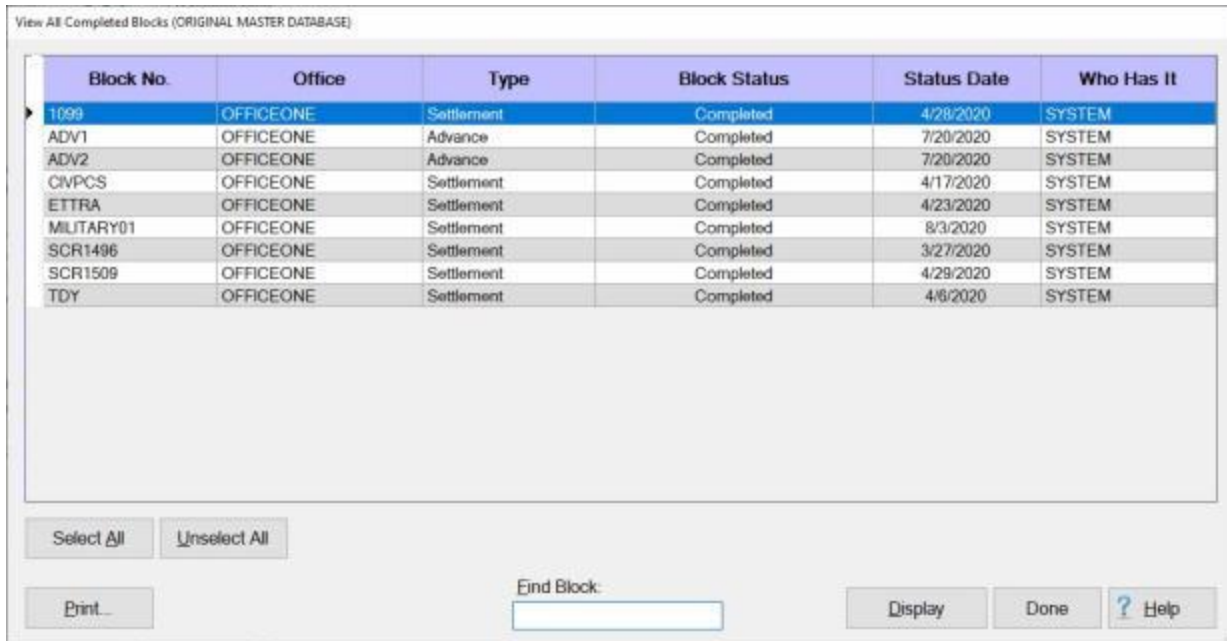 View All Completed Blocks (ORIGINAL MASTER DATABASE)
Block No. Office Type Block Status Status Date Who Has It
1099 OFFICEONE Settlement Completed 4/28/2020 SYSTEM
ADV1 OFFICEONE Advance Completed 7/20/2020 SYSTEM
ADV2 OFFICEONE Advance Completed 7/20/2020 SYSTEM
CIVPCS OFFICEONE Settlement Completed 4/17/2020 SYSTEM
ETTRA OFFICEONE Settlement Completed 4/23/2020 SYSTEM
MILITARY01 OFFICEONE Settlement Completed 8/3/2020 SYSTEM
SCR1496 OFFICEONE Settlement Completed 3/27/2020 SYSTEM
SCR1509 OFFICEONE Settlement Completed 4/29/2020 SYSTEM
TDY OFFICEONE Settlement Completed 4/6/2020 SYSTEM
Select All Unselect All
Find Block:
Print... Display Done ? Help